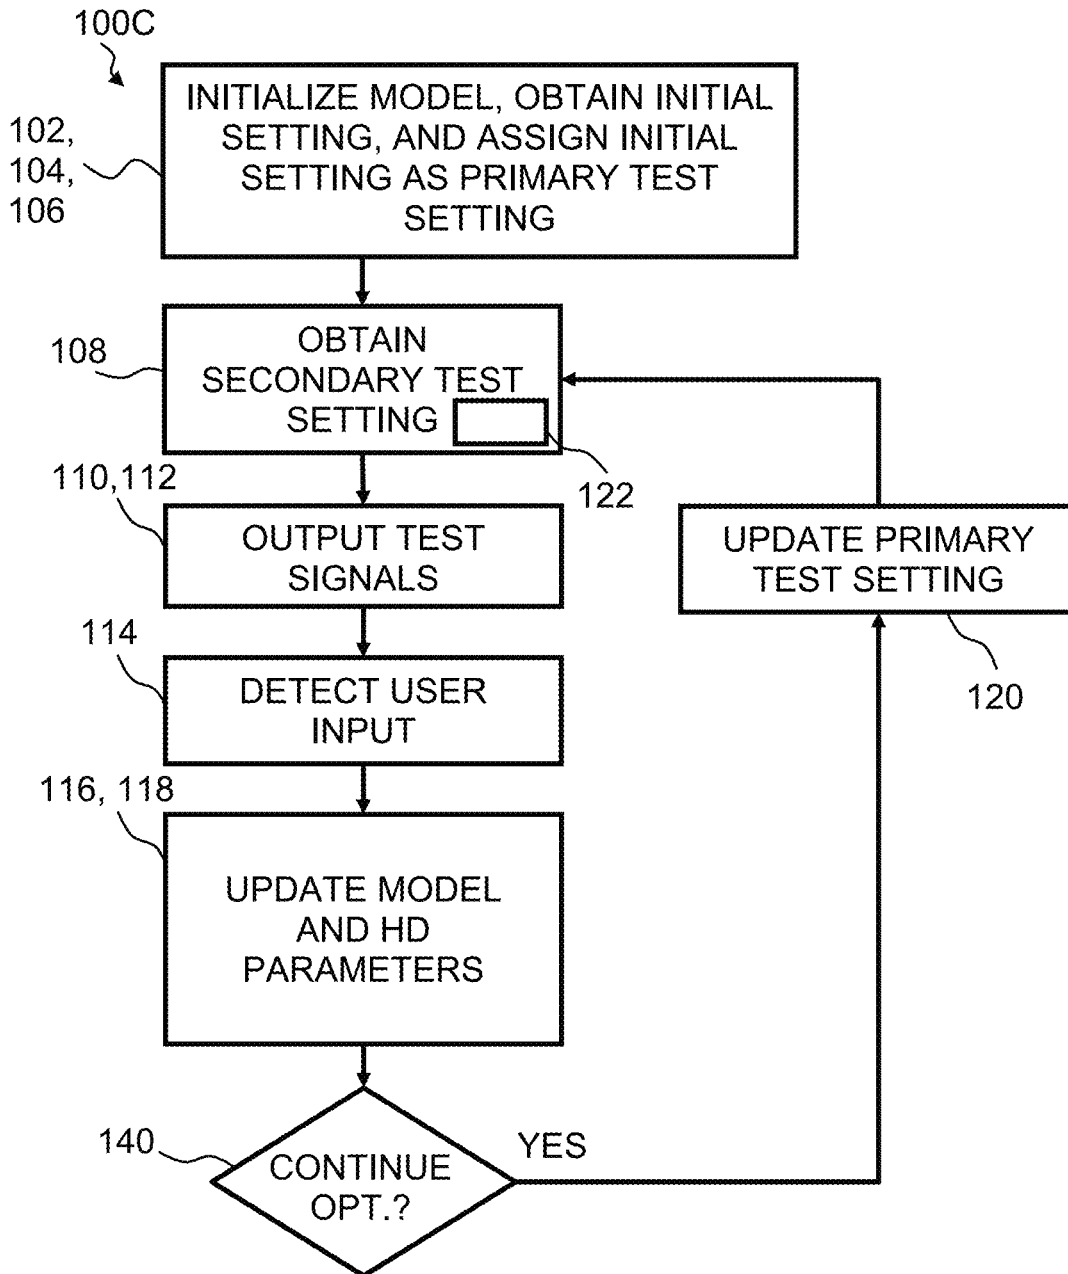 100C
INITIALIZE MODEL, OBTAIN INITIAL
SETTING, AND ASSIGN INITIAL
SETTING AS PRIMARY TEST
SETTING
102,
104,
106
108
OBTAIN
SECONDARY TEST
SETTING
122
110,112
OUTPUT TEST
SIGNALS
UPDATE PRIMARY
TEST SETTING
120
114
DETECT USER
INPUT
116, 118
UPDATE MODEL
AND HD
PARAMETERS
140
CONTINUE
OPT.?
YES